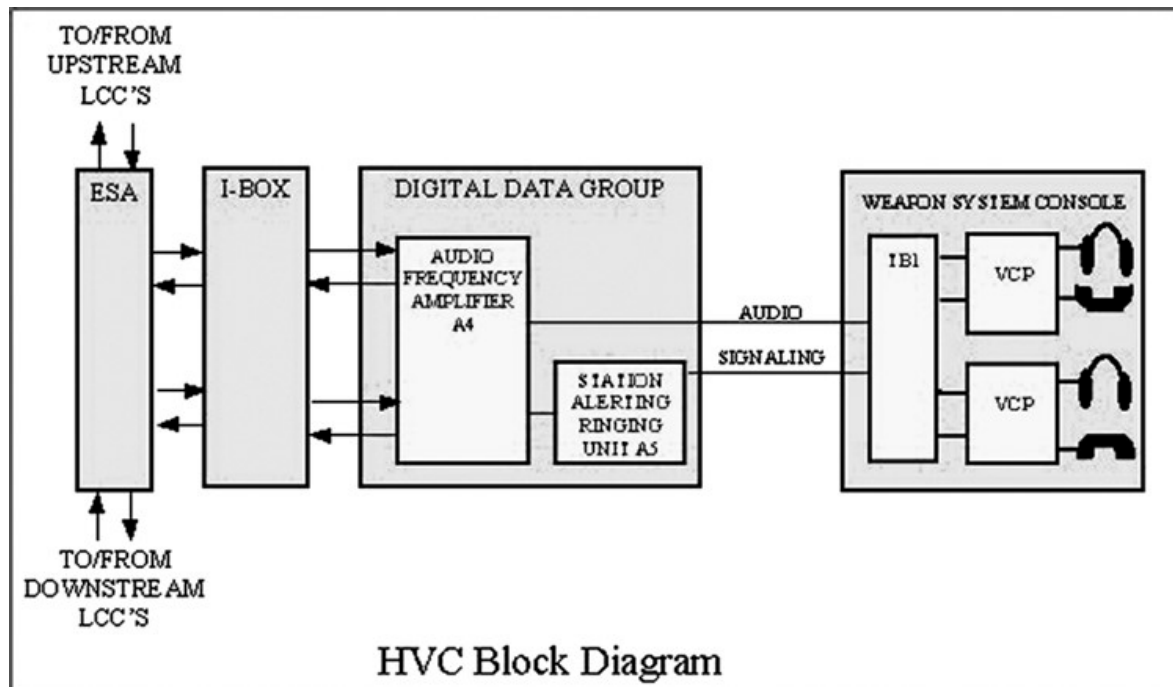 TO/FROM
UPSTREAM
LCC'S
ESA
I-BOX
DIGITAL DATA GROUP
AUDIO
FREQUENCY
AMPLIFIER
A4
STATION
ALERTING
RINGING
UNIT A5
AUDIO
SIGNALING
WEAPON SYSTEM CONSOLE
IB1
VCP
VCP
TO/FROM
DOWNSTREAM
LCC'S
HVC Block Diagram